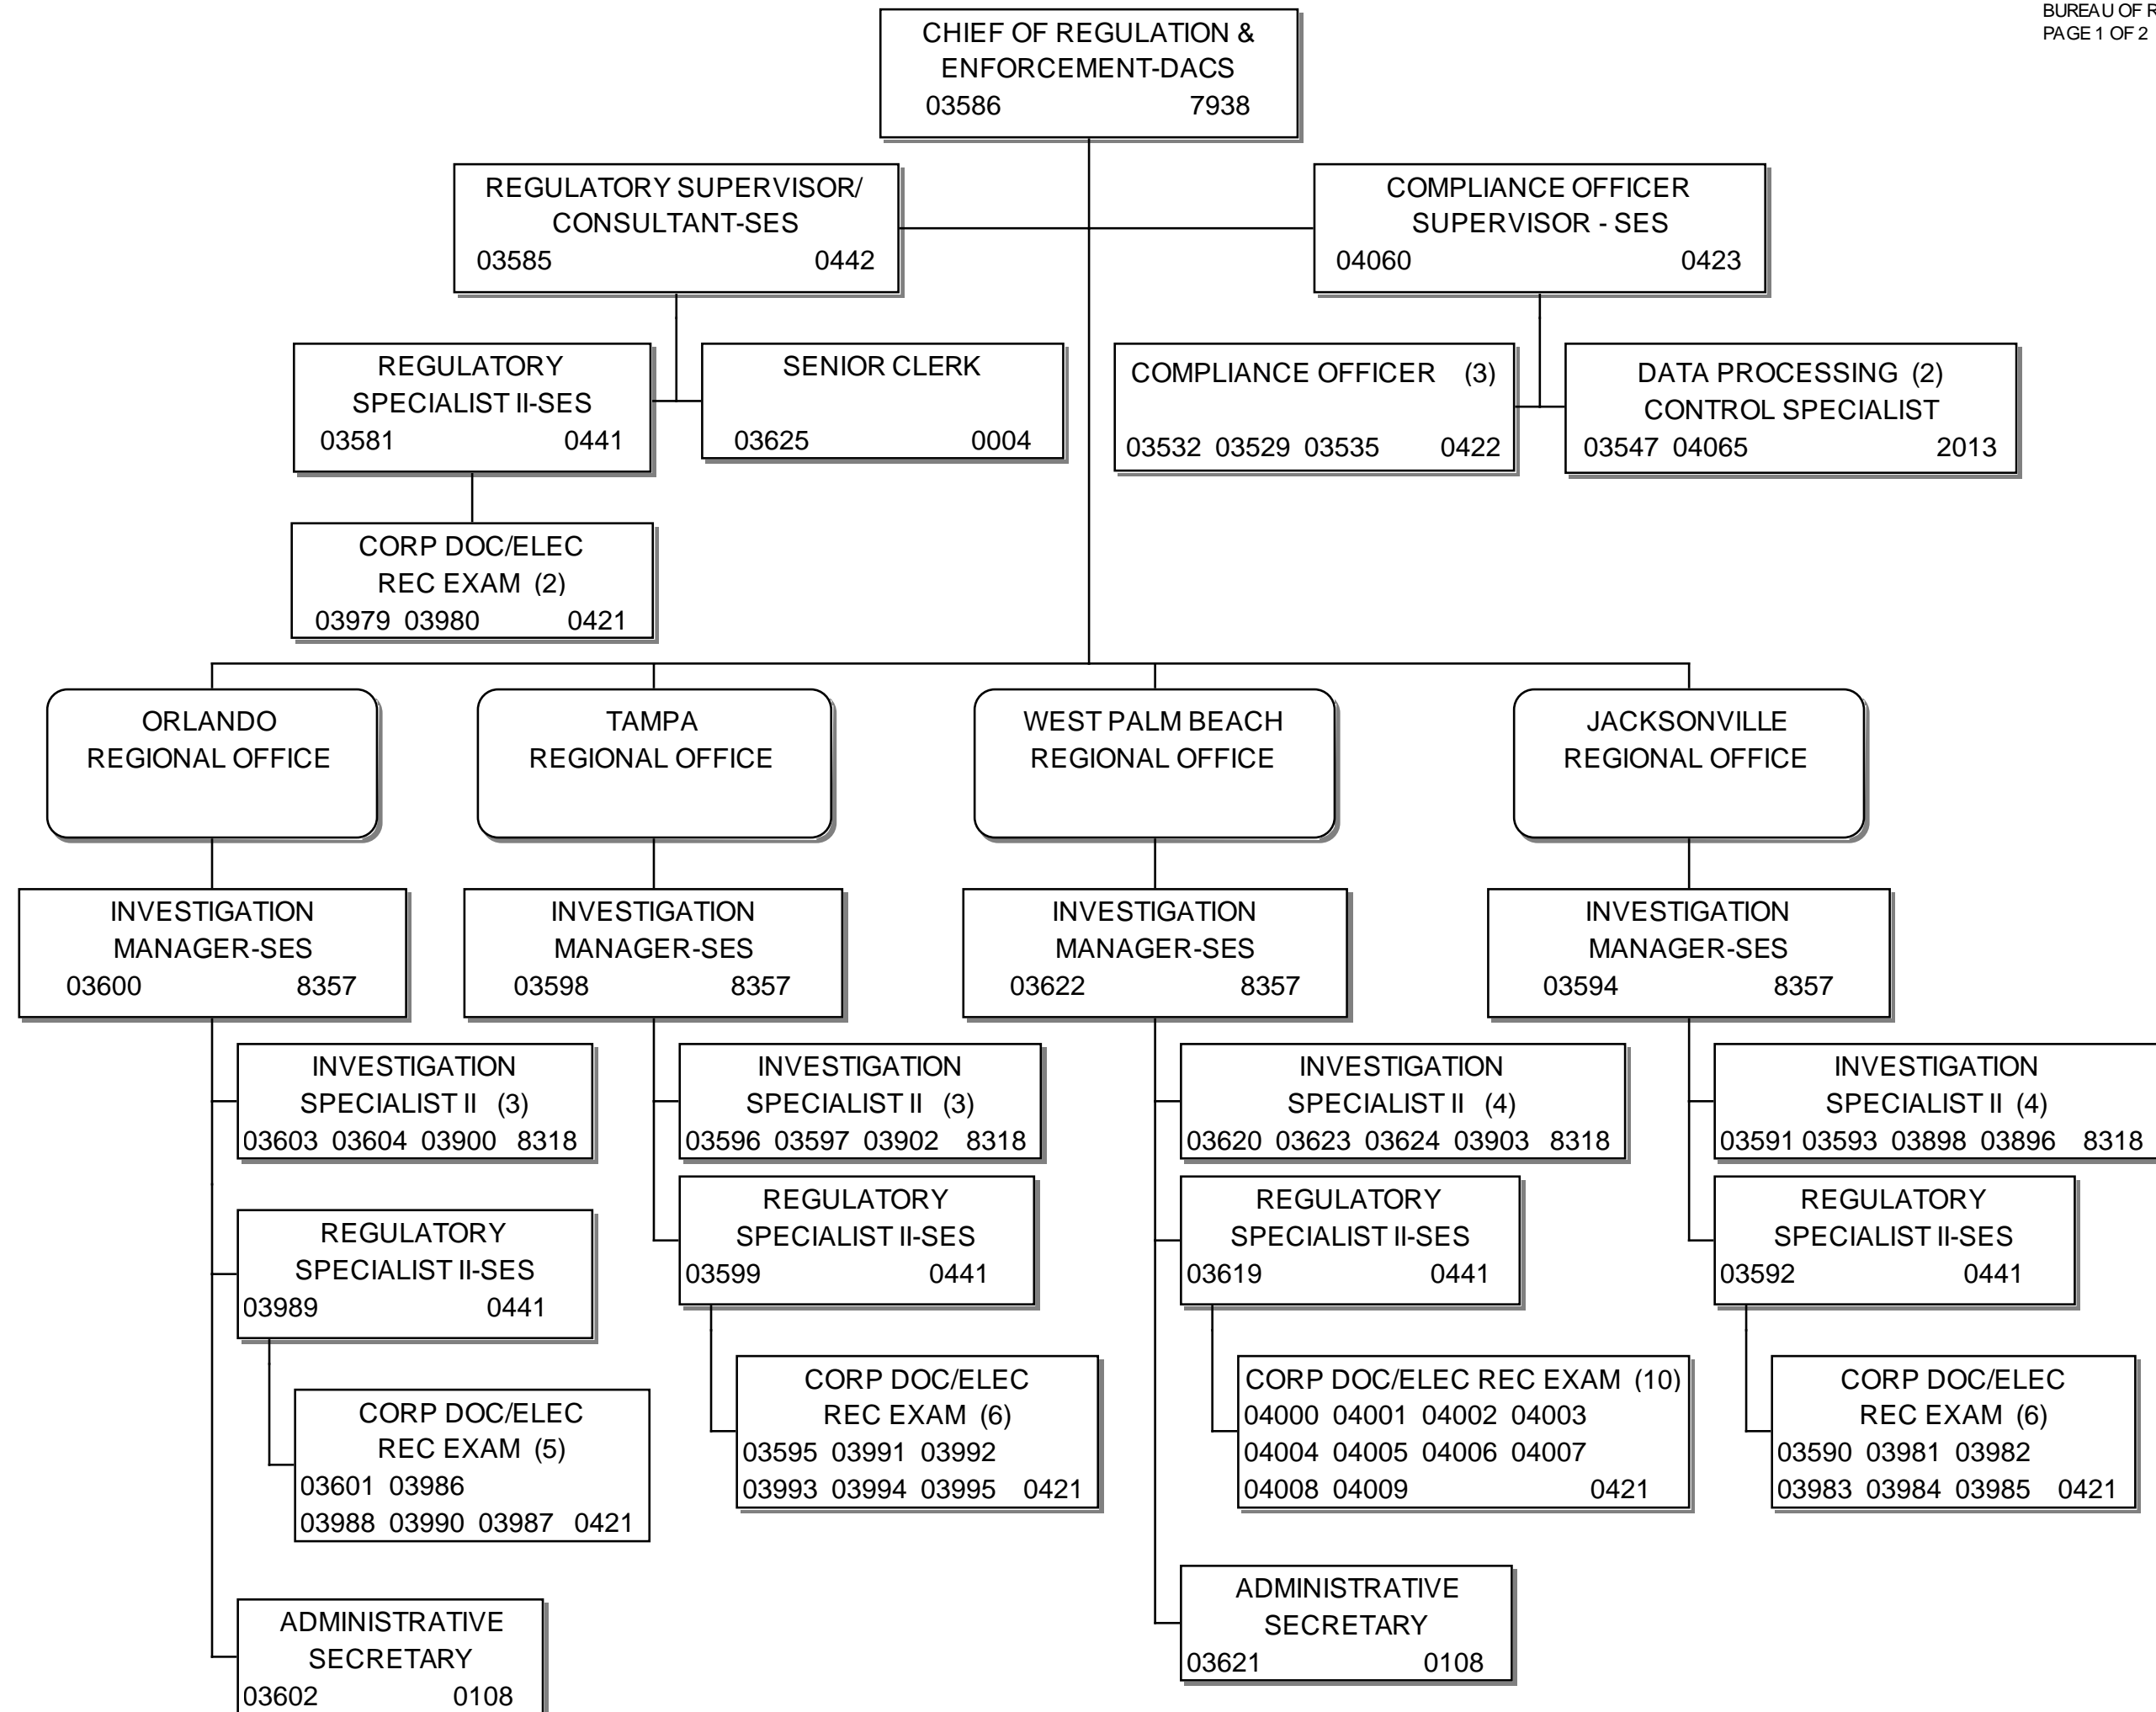 BUREAU OF R
PAGE 1 OF 2
CHIEF OF REGULATION &
ENFORCEMENT-DACS
03586 7938
REGULATORY SUPERVISOR/
CONSULTANT-SES
03585 0442
COMPLIANCE OFFICER
SUPERVISOR - SES
04060 0423
REGULATORY
SPECIALIST II-SES
03581 0441
SENIOR CLERK
03625 0004
COMPLIANCE OFFICER (3)
03532 03529 03535 0422
DATA PROCESSING (2)
CONTROL SPECIALIST
03547 04065 2013
CORP DOC/ELEC
REC EXAM (2)
03979 03980 0421
ORLANDO
REGIONAL OFFICE
TAMPA
REGIONAL OFFICE
WEST PALM BEACH
REGIONAL OFFICE
JACKSONVILLE
REGIONAL OFFICE
INVESTIGATION
MANAGER-SES
03600 8357
INVESTIGATION
MANAGER-SES
03598 8357
INVESTIGATION
MANAGER-SES
03622 8357
INVESTIGATION
MANAGER-SES
03594 8357
INVESTIGATION
SPECIALIST II (3)
03603 03604 03900 8318
INVESTIGATION
SPECIALIST II (3)
03596 03597 03902 8318
INVESTIGATION
SPECIALIST II (4)
03620 03623 03624 03903 8318
INVESTIGATION
SPECIALIST II (4)
03591 03593 03898 03896 8318
REGULATORY
SPECIALIST II-SES
03989 0441
REGULATORY
SPECIALIST II-SES
03599 0441
REGULATORY
SPECIALIST II-SES
03619 0441
REGULATORY
SPECIALIST II-SES
03592 0441
CORP DOC/ELEC
REC EXAM (5)
03601 03986
03988 03990 03987 0421
CORP DOC/ELEC
REC EXAM (6)
03595 03991 03992
03993 03994 03995 0421
CORP DOC/ELEC REC EXAM (10)
04000 04001 04002 04003
04004 04005 04006 04007
04008 04009 0421
CORP DOC/ELEC
REC EXAM (6)
03590 03981 03982
03983 03984 03985 0421
ADMINISTRATIVE
SECRETARY
03602 0108
ADMINISTRATIVE
SECRETARY
03621 0108